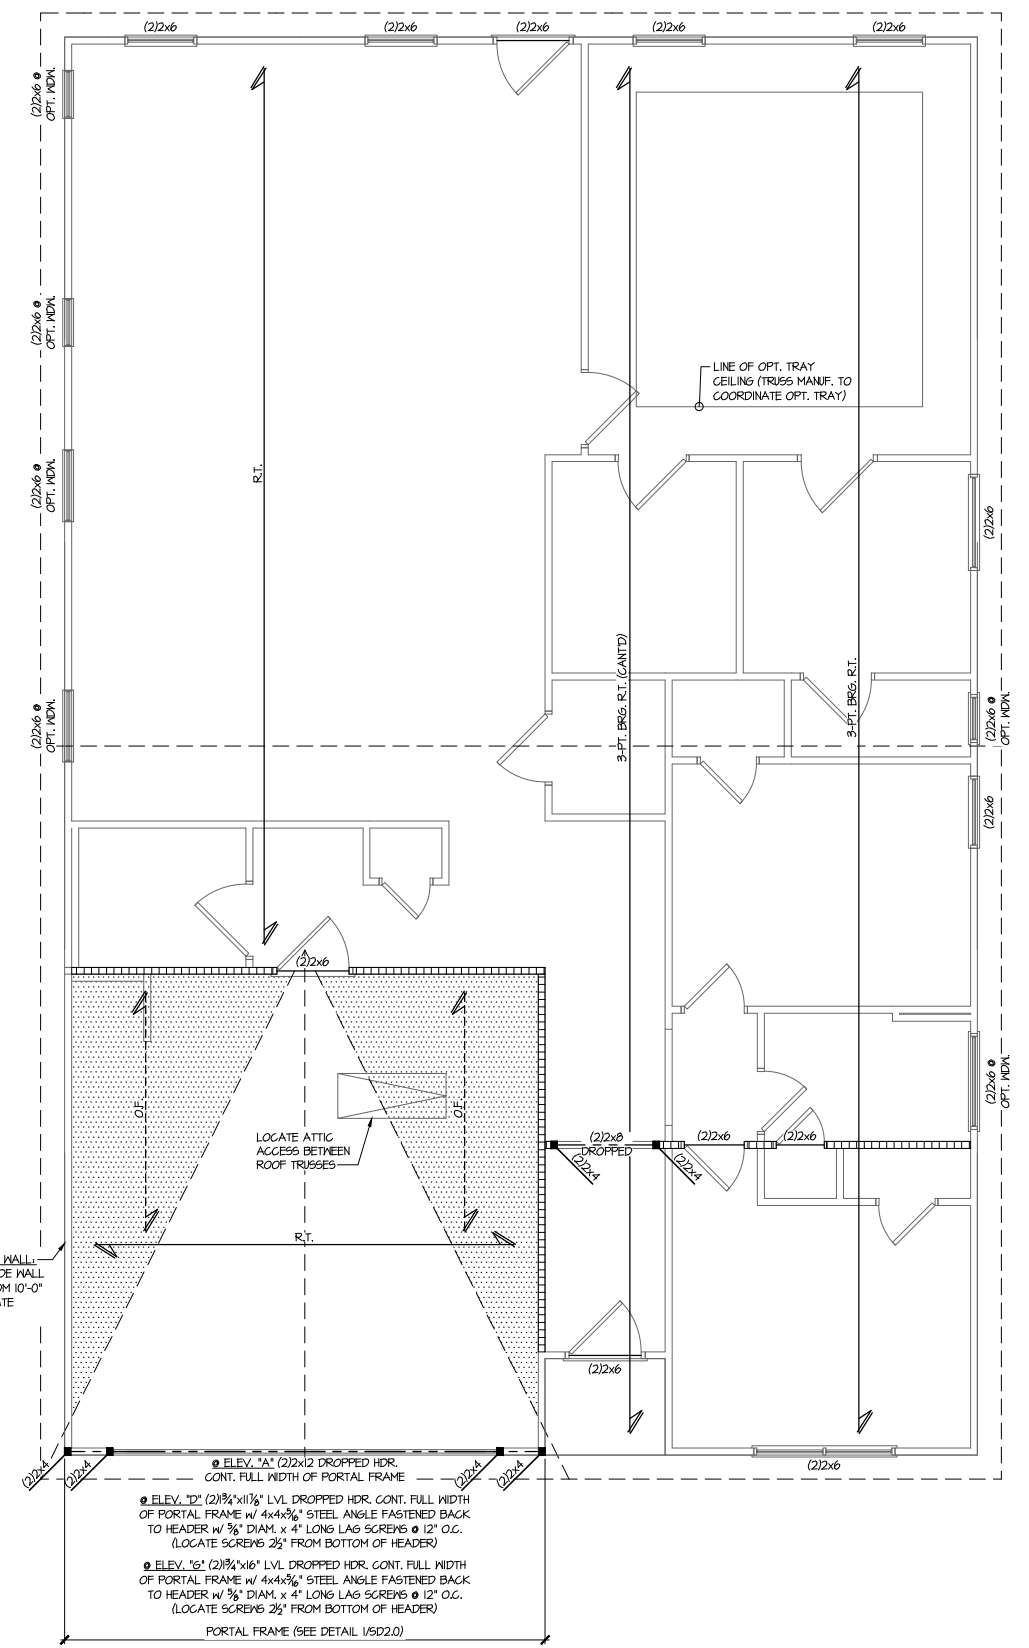 (2)2x6
(2)2x6
(2)2x6
(2)2x6
(2)2x6
(2)2x6 @
OPT. WDW.
(2)2x6 @
OPT. WDW.
(2)2x6 @
OPT. WDW.
(2)2x6 @
OPT. WDW.
LINE OF OPT. TRAY
CEILING (TRUSS MANUF. TO
COORDINATE OPT. TRAY)
R.T.
(2)2x6
3-PT. BRG. R.T. (CANT'D)
3-PT. BRG. R.T.
(2)2x6 @
OPT. WDW.
(2)2x6
(2)2x6
(2)2x6 @
OPT. WDW.
O.F.
O.F.
LOCATE ATTIC
ACCESS BETWEEN
ROOF TRUSSES
(2)2x8
DROPPED
(2)2x6
(2)2x6
(2)2x4
(2)2x4
R.T.
WALL:
DE WALL
OM 10'-0"
ATE
(2)2x6
(2)2x6
(2)2x4
(2)2x4
(2)2x4
(2)2x4
@ ELEV. "A" (2)2x12 DROPPED HDR.
CONT. FULL WIDTH OF PORTAL FRAME
@ ELEV. "D" (2)1¾"x11⅞" LVL DROPPED HDR. CONT. FULL WIDTH
OF PORTAL FRAME w/ 4x4x5/16" STEEL ANGLE FASTENED BACK
TO HEADER w/ ⅝" DIAM. x 4" LONG LAG SCREWS @ 12" O.C.
(LOCATE SCREWS 2½" FROM BOTTOM OF HEADER)
@ ELEV. "G" (2)1¾"x16" LVL DROPPED HDR. CONT. FULL WIDTH
OF PORTAL FRAME w/ 4x4x5/16" STEEL ANGLE FASTENED BACK
TO HEADER w/ ⅝" DIAM. x 4" LONG LAG SCREWS @ 12" O.C.
(LOCATE SCREWS 2½" FROM BOTTOM OF HEADER)
PORTAL FRAME (SEE DETAIL 1/SD2.0)